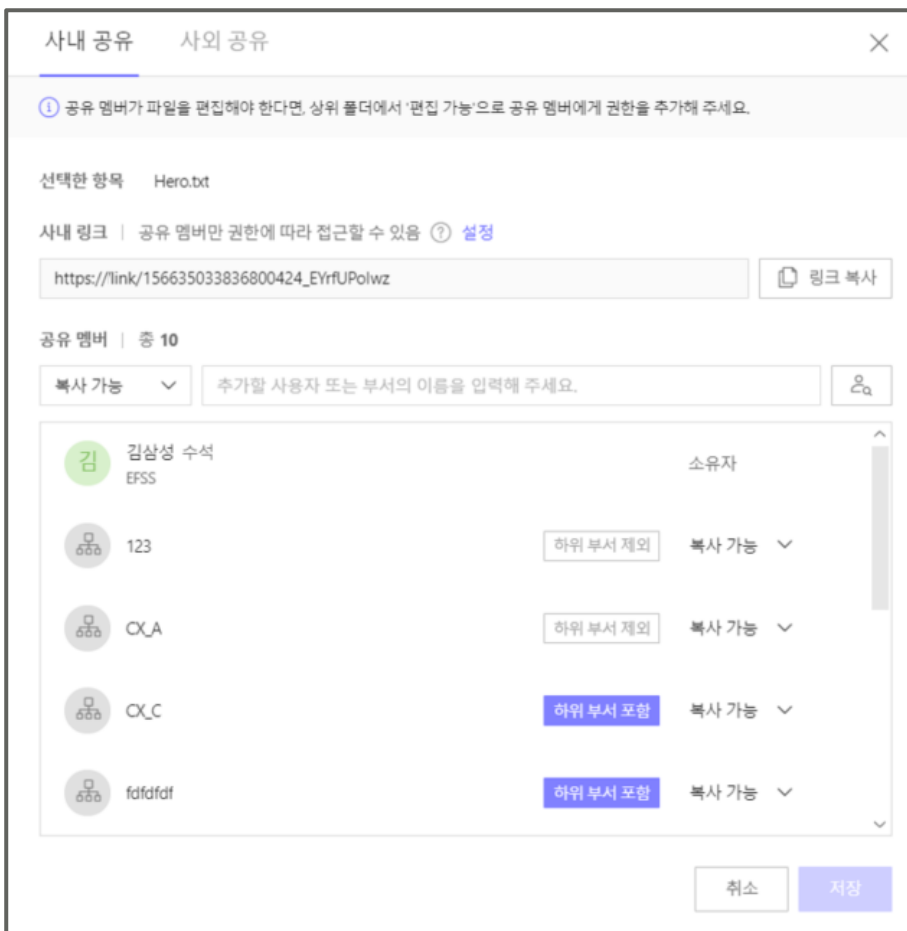 사내 공유 사외 공유
공유 멤버가 파일을 편집해야 한다면, 상위 폴더에서 '편집 가능'으로 공유 멤버에게 권한을 추가해 주세요.
선택한 항목 Hero.txt
사내 링크 | 공유 멤버만 권한에 따라 접근할 수 있음 ? 설정
https://'link/156635033836800424_EYrfUPolwz 링크 복사
공유 멤버 | 총 10
복사 가능 추가할 사용자 또는 부서의 이름을 입력해 주세요.
김 김삼성 수석 소유자
EFSS
123 하위 부서 제외 복사 가능
CX_A 하위 부서 제외 복사 가능
CX_C 하위 부서 포함 복사 가능
fdfdfdf 하위 부서 포함 복사 가능
취소 저장